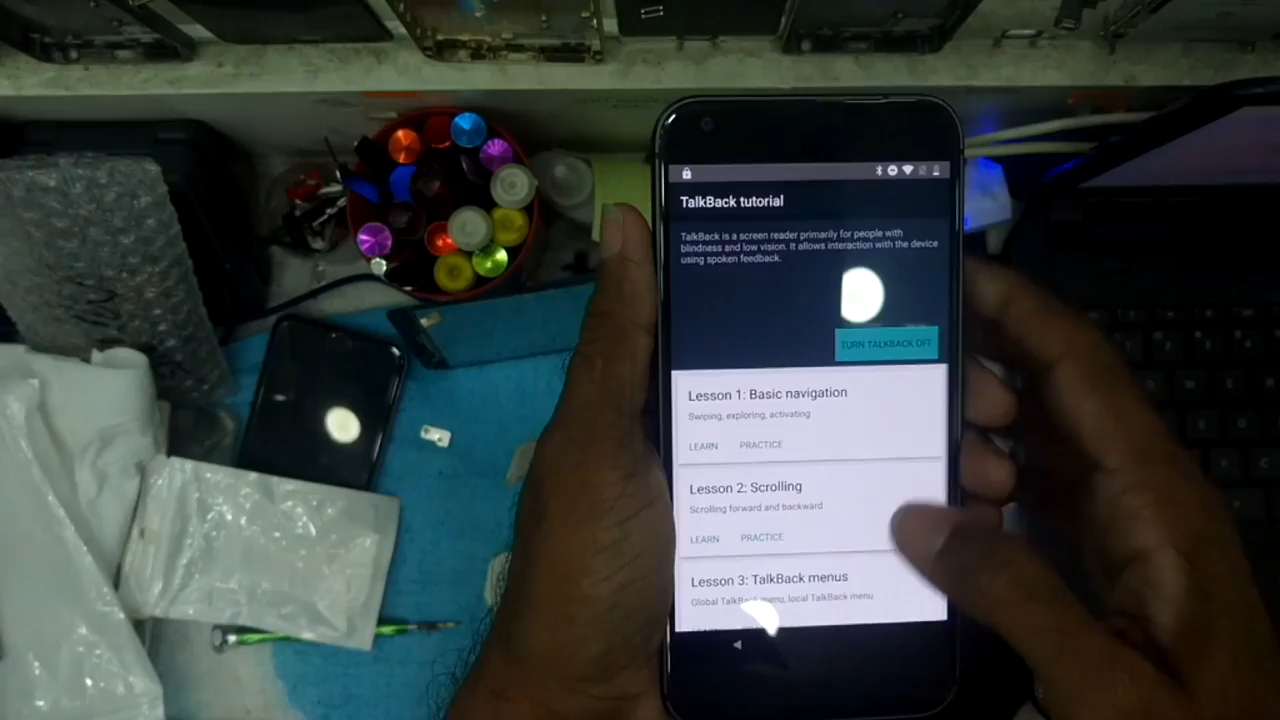 TalkBack tutorial
TalkBack is a screen reader primarily for people with
blindness and low vision. It allows interaction with the device
using spoken feedback.
TURN TALKBACK OFF
Lesson 1: Basic navigation
Swiping, exploring, activating
LEARN PRACTICE
Lesson 2: Scrolling
Scrolling forward and backward
LEARN PRACTICE
Lesson 3: TalkBack menus
Global TalkBack menu, local TalkBack menu